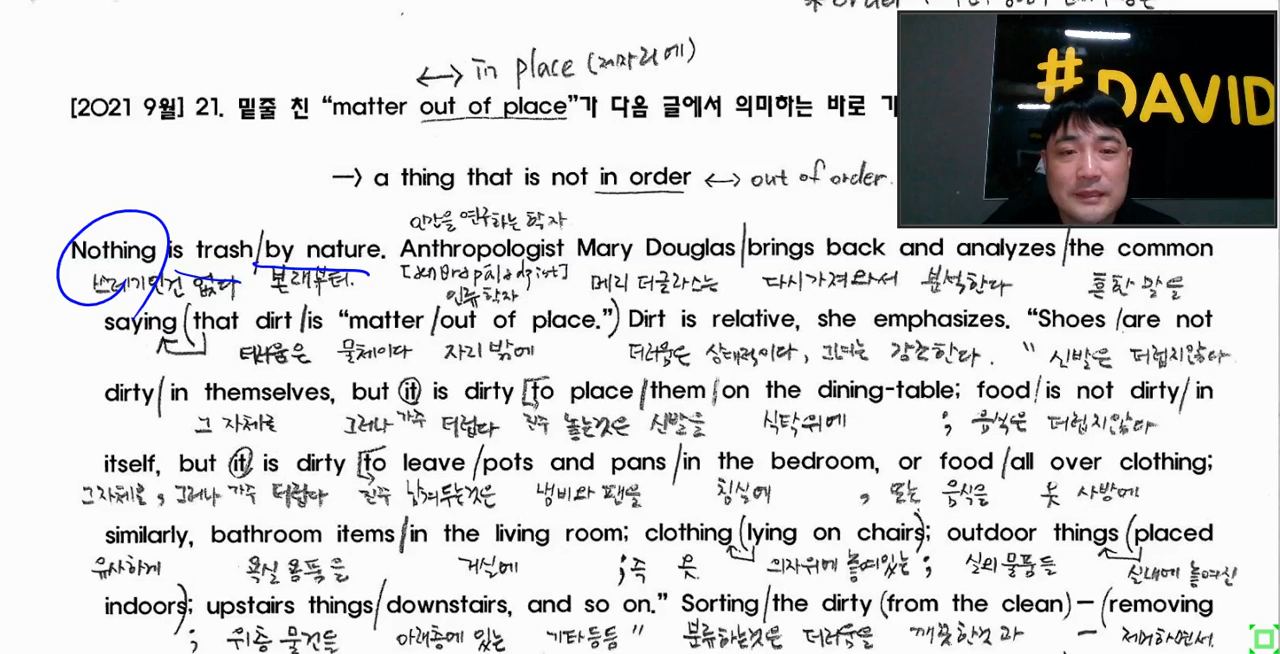 * order
↔ in place (제자리에)
[2021 9월] 21. 밑줄 친 “matter out of place”가 다음 글에서 의미하는 바로 가
#DAVID
→ a thing that is not in order ↔ out of order.
인간을 연구하는 학자
Nothing is trash/by nature. Anthropologist Mary Douglas/brings back and analyzes/the common
쓰레기인건 없다 본래부터. 메리 더글라스는 다시가져와서 분석한다 흔한 말을
인류학자
saying (that dirt/is “matter/out of place.”) Dirt is relative, she emphasizes. “Shoes/are not
더러움은 물체이다 자리 밖에 더러움은 상대적이다, 그녀는 강조한다. “ 신발은 더럽지않다
dirty/in themselves, but it is dirty [to place/them/on the dining-table; food/is not dirty/in
그 자체로 그러나 가주 더럽다 진주 놓는것은 신발을 식탁위에 ; 음식은 더럽지않다
itself, but it is dirty [to leave/pots and pans/in the bedroom, or food/all over clothing;
그자체로, 그러나 가주 더럽다 진주 남겨두는것은 냄비와 팬을 침실에 , 또는 음식을 옷 사방에
similarly, bathroom items/in the living room; clothing (lying on chairs); outdoor things (placed
유사하게 욕실 용품을 거실에 ;즉 옷 의자위에 놓여있는; 실외물품들 실내에 놓여진
indoors); upstairs things/downstairs, and so on.” Sorting/the dirty (from the clean) – (removing
; 위층 물건들 아래층에 있는 기타등등 ” 분류하는것은 더러움을 깨끗한것과 – 제거하면서